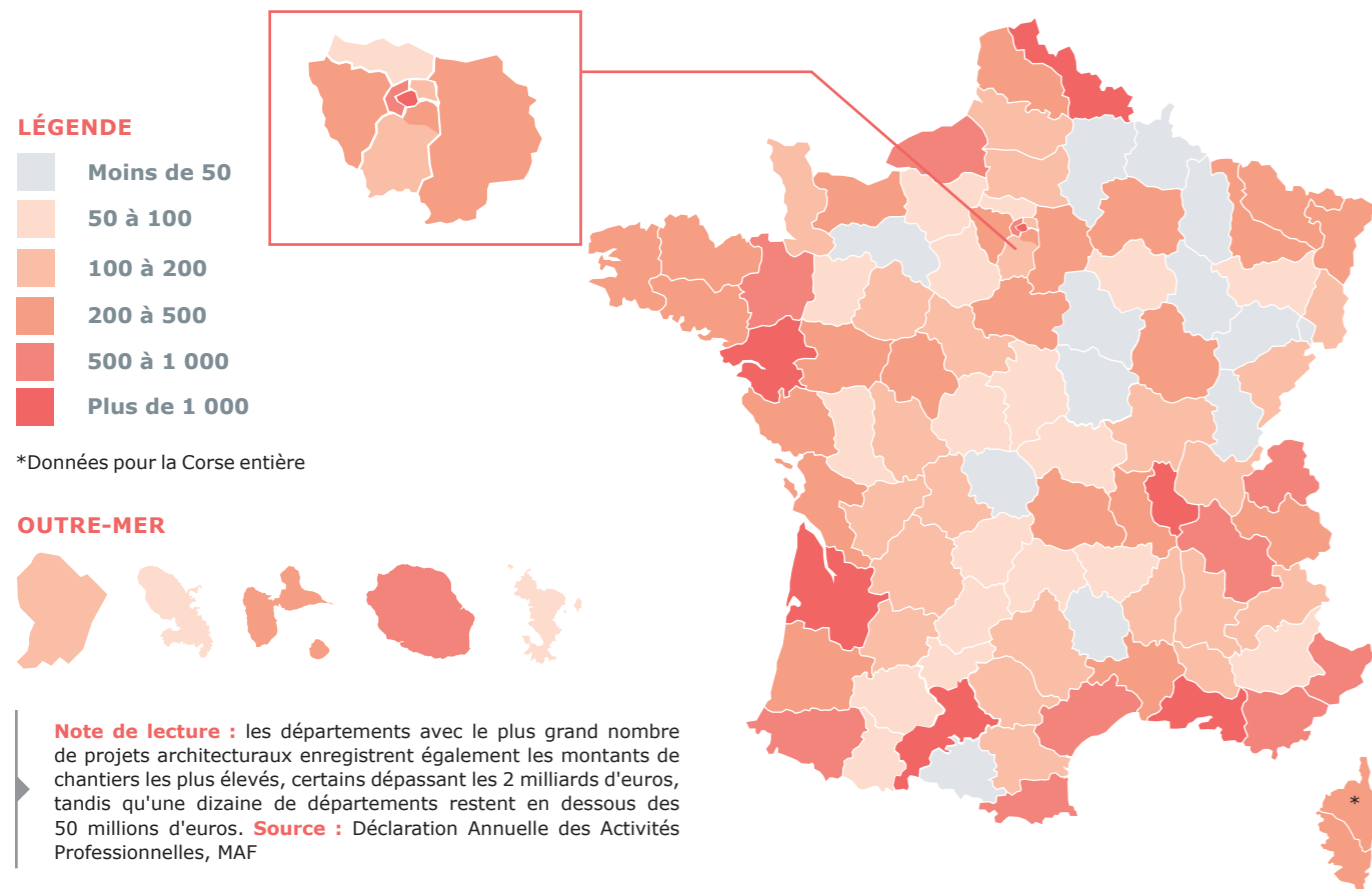 LÉGENDE
Moins de 50
50 à 100
100 à 200
200 à 500
500 à 1 000
Plus de 1 000
*Données pour la Corse entière
OUTRE-MER
Note de lecture : les départements avec le plus grand nombre
de projets architecturaux enregistrent également les montants de
chantiers les plus élevés, certains dépassant les 2 milliards d'euros,
tandis qu'une dizaine de départements restent en dessous des
50 millions d'euros. Source : Déclaration Annuelle des Activités
Professionnelles, MAF
*